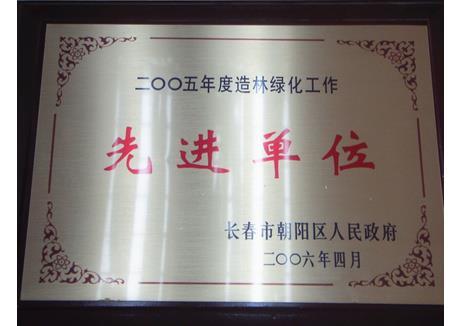 二〇〇五年度造林绿化工作
先进单位
长春市朝阳区人民政府
二〇〇六年四月